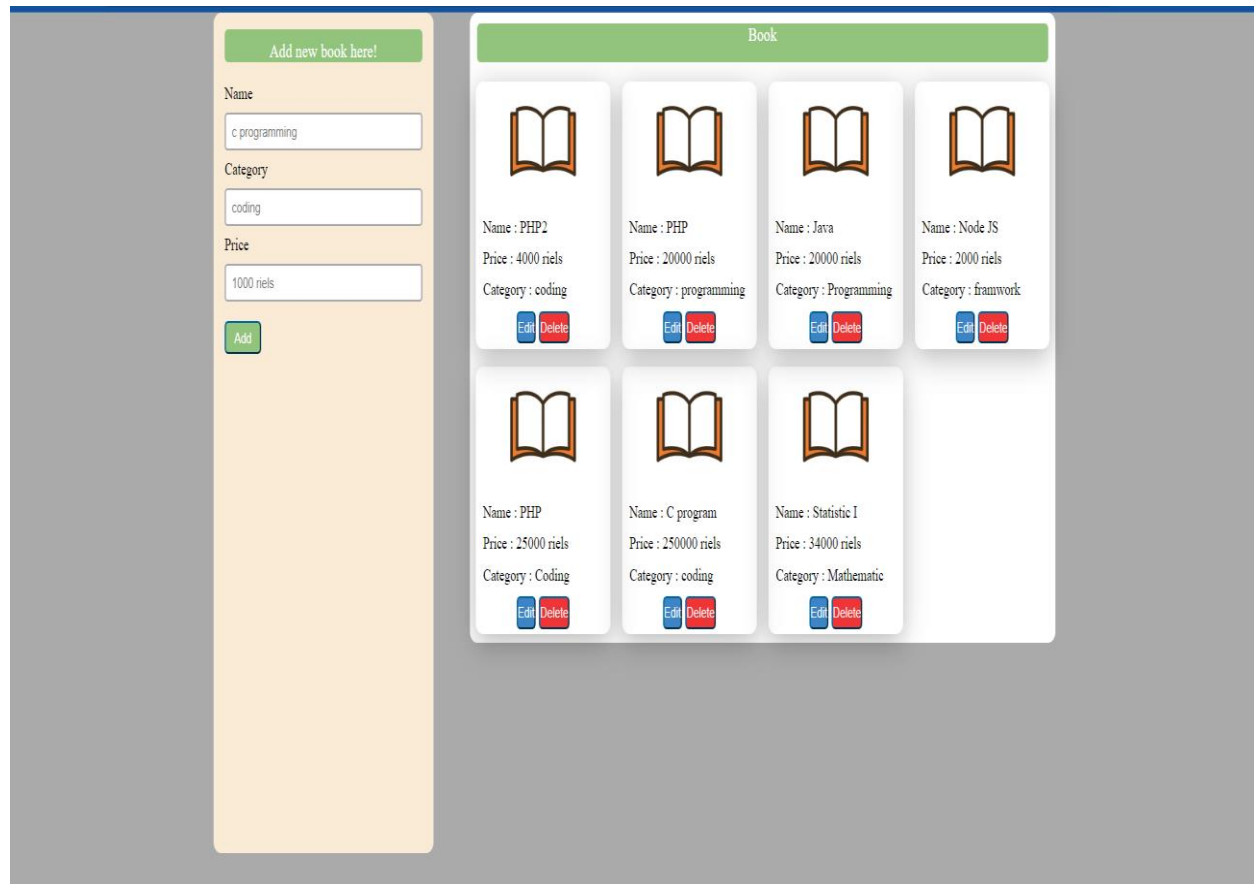 Add new book here!
Name
c programming
Category
coding
Price
1000 riels
Add
Book
Name : PHP2
Price : 4000 riels
Category : coding
Edit Delete
Name : PHP
Price : 20000 riels
Category : programming
Edit Delete
Name : Java
Price : 20000 riels
Category : Programming
Edit Delete
Name : Node JS
Price : 2000 riels
Category : framwork
Edit Delete
Name : PHP
Price : 25000 riels
Category : Coding
Edit Delete
Name : C program
Price : 250000 riels
Category : coding
Edit Delete
Name : Statistic I
Price : 34000 riels
Category : Mathematic
Edit Delete